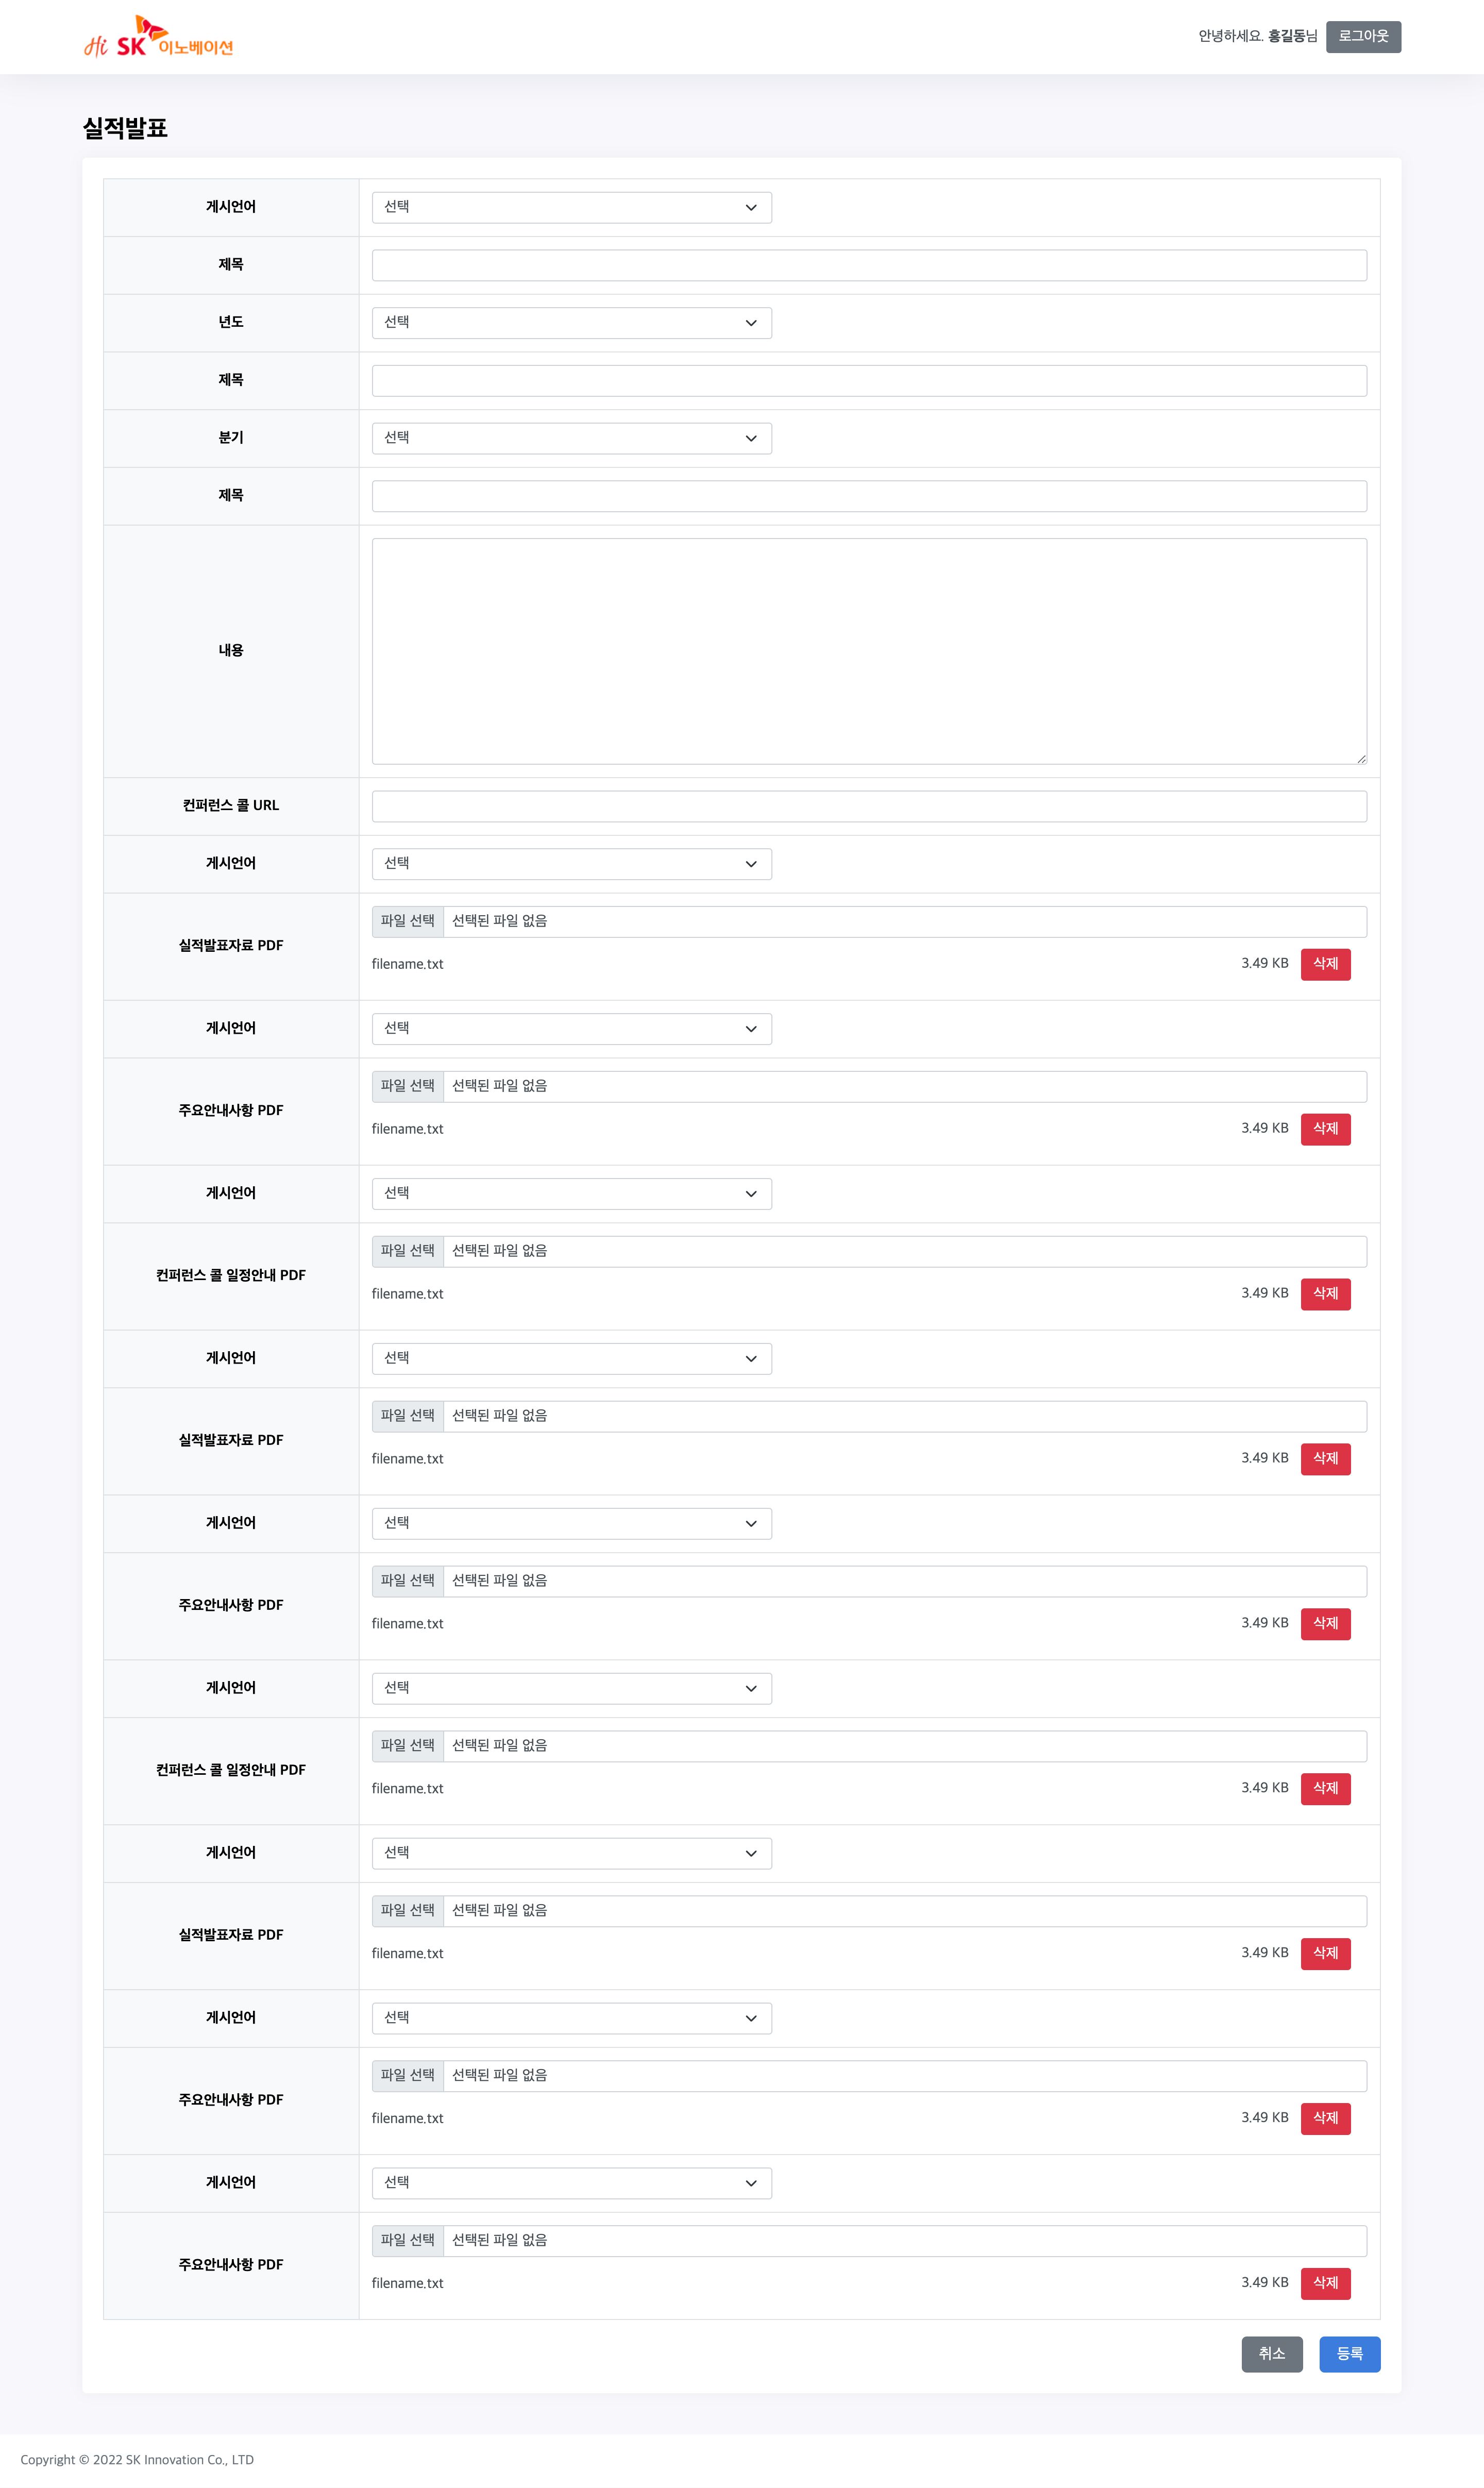 Hi SK 이노베이션
안녕하세요. 홍길동님 로그아웃
실적발표
게시언어 선택
제목
년도 선택
제목
분기 선택
제목
내용
컨퍼런스 콜 URL
게시언어 선택
실적발표자료 PDF 파일 선택 선택된 파일 없음
filename.txt 3.49 KB 삭제
게시언어 선택
주요안내사항 PDF 파일 선택 선택된 파일 없음
filename.txt 3.49 KB 삭제
게시언어 선택
컨퍼런스 콜 일정안내 PDF 파일 선택 선택된 파일 없음
filename.txt 3.49 KB 삭제
게시언어 선택
실적발표자료 PDF 파일 선택 선택된 파일 없음
filename.txt 3.49 KB 삭제
게시언어 선택
주요안내사항 PDF 파일 선택 선택된 파일 없음
filename.txt 3.49 KB 삭제
게시언어 선택
컨퍼런스 콜 일정안내 PDF 파일 선택 선택된 파일 없음
filename.txt 3.49 KB 삭제
게시언어 선택
실적발표자료 PDF 파일 선택 선택된 파일 없음
filename.txt 3.49 KB 삭제
게시언어 선택
주요안내사항 PDF 파일 선택 선택된 파일 없음
filename.txt 3.49 KB 삭제
게시언어 선택
주요안내사항 PDF 파일 선택 선택된 파일 없음
filename.txt 3.49 KB 삭제
취소 등록
Copyright © 2022 SK Innovation Co., LTD